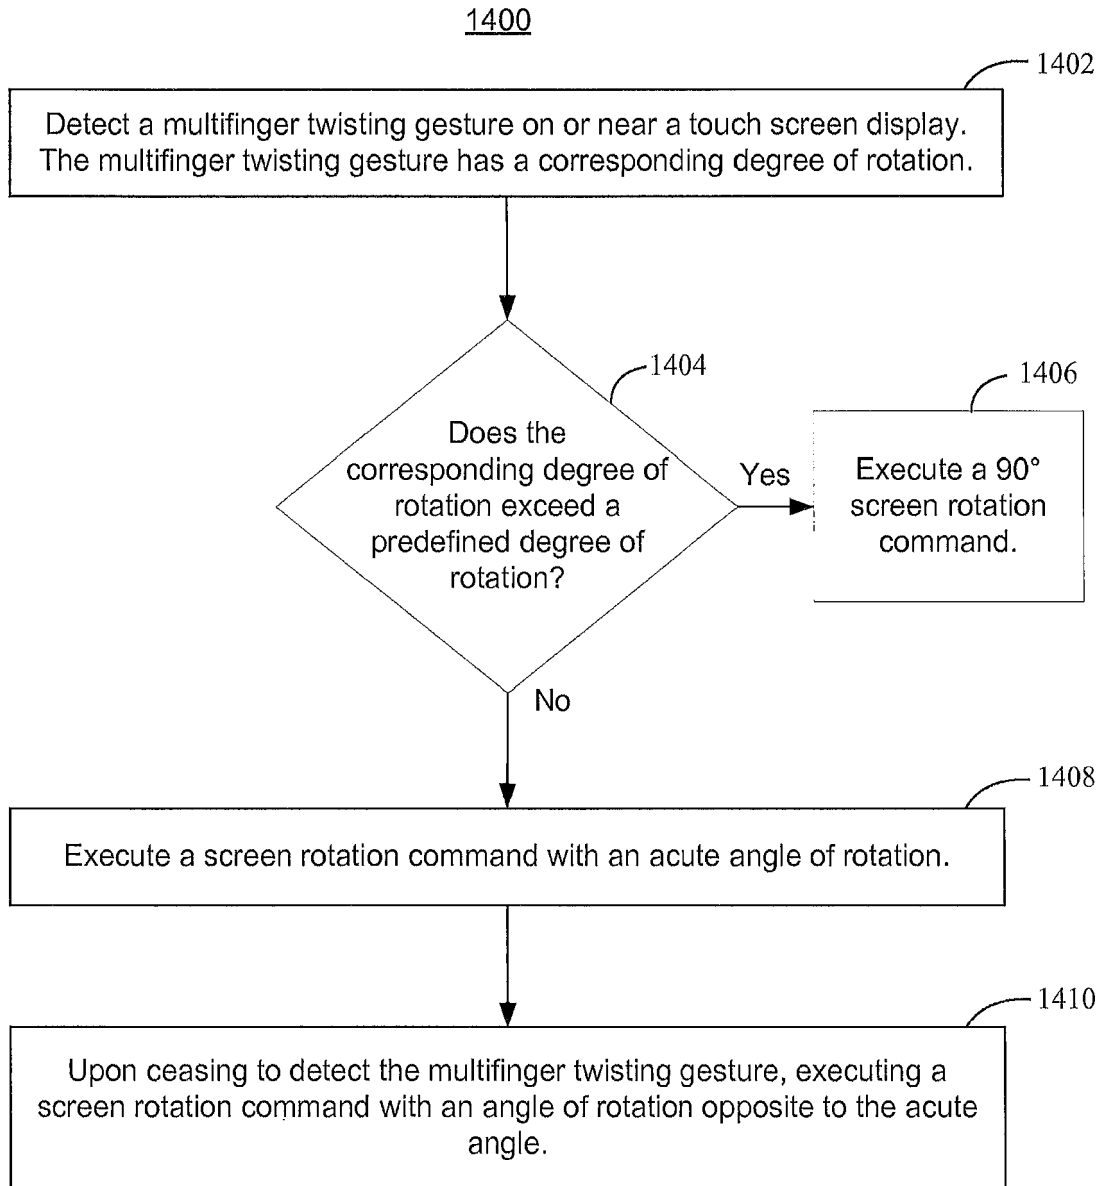 1400
1402
Detect a multifinger twisting gesture on or near a touch screen display.
The multifinger twisting gesture has a corresponding degree of rotation.
1404
Does the
corresponding degree of
rotation exceed a
predefined degree of
rotation?
Yes
1406
Execute a 90°
screen rotation
command.
No
1408
Execute a screen rotation command with an acute angle of rotation.
1410
Upon ceasing to detect the multifinger twisting gesture, executing a
screen rotation command with an angle of rotation opposite to the acute
angle.